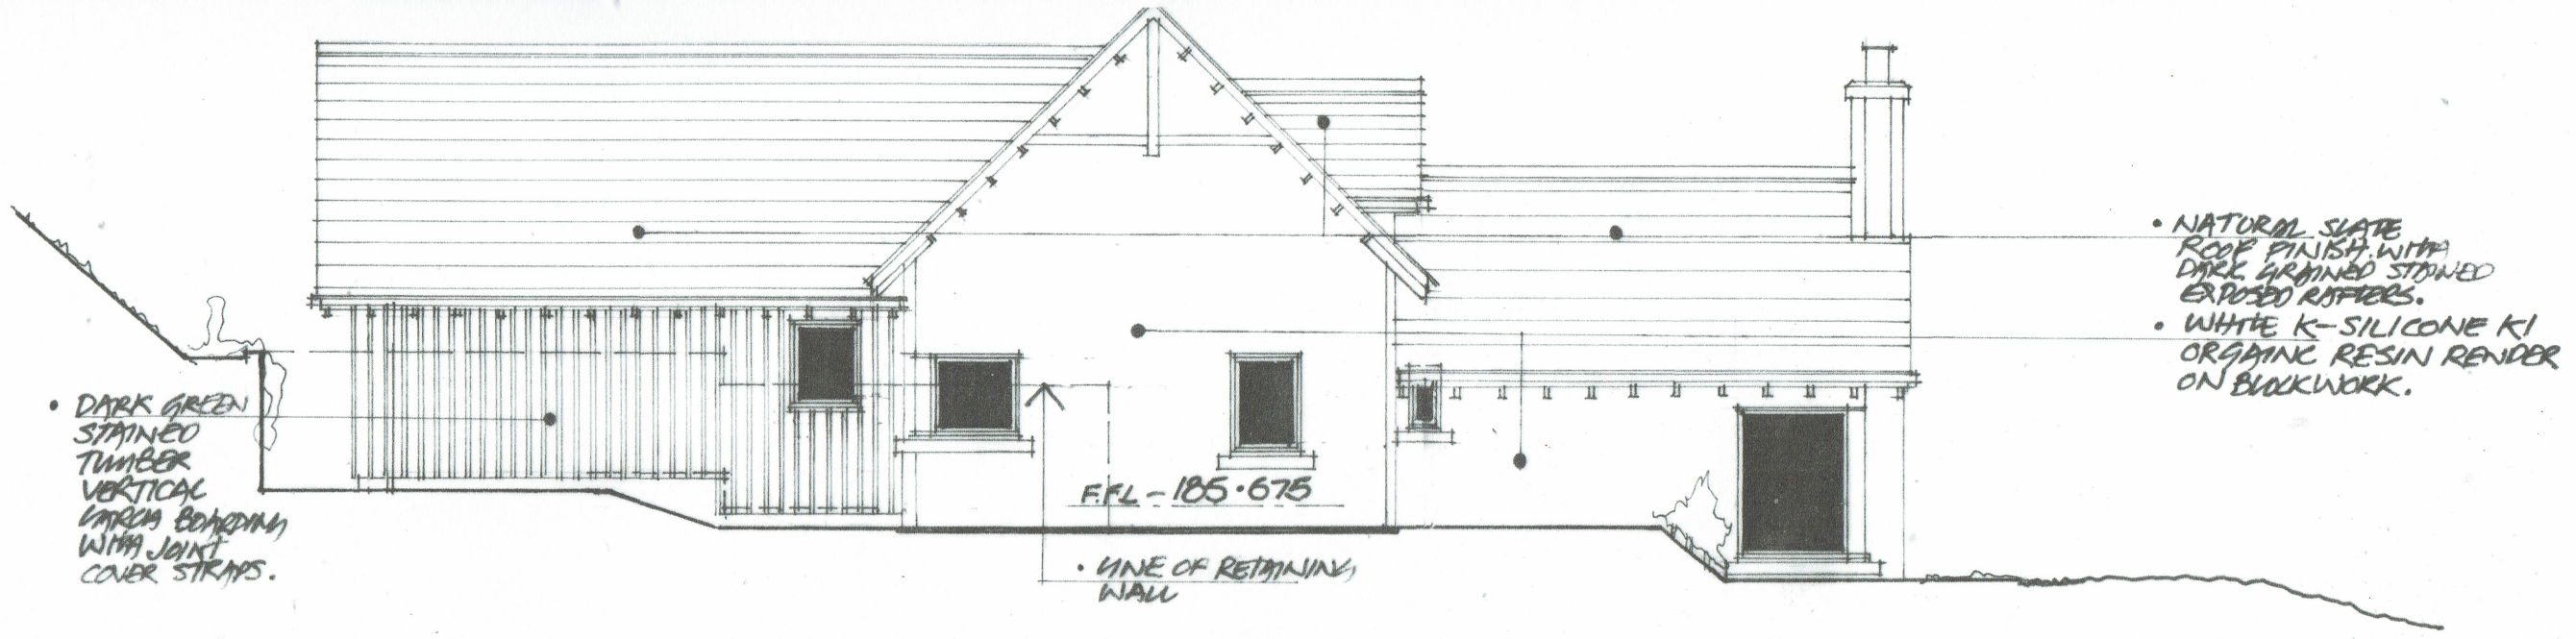 • NATURAL SLATE
ROOF FINISH WITH
DARK GRAINED STAINED
EXPOSED RAFTERS.
• WHITE K-SILICONE K1
ORGAINC RESIN RENDER
ON BLOCKWORK.
• DARK GREEN
STAINED
TIMBER
VERTICAL
LARCH BOARDING
WITH JOINT
COVER STRAPS.
F.F.L - 185.675
• LINE OF RETAINING
WALL